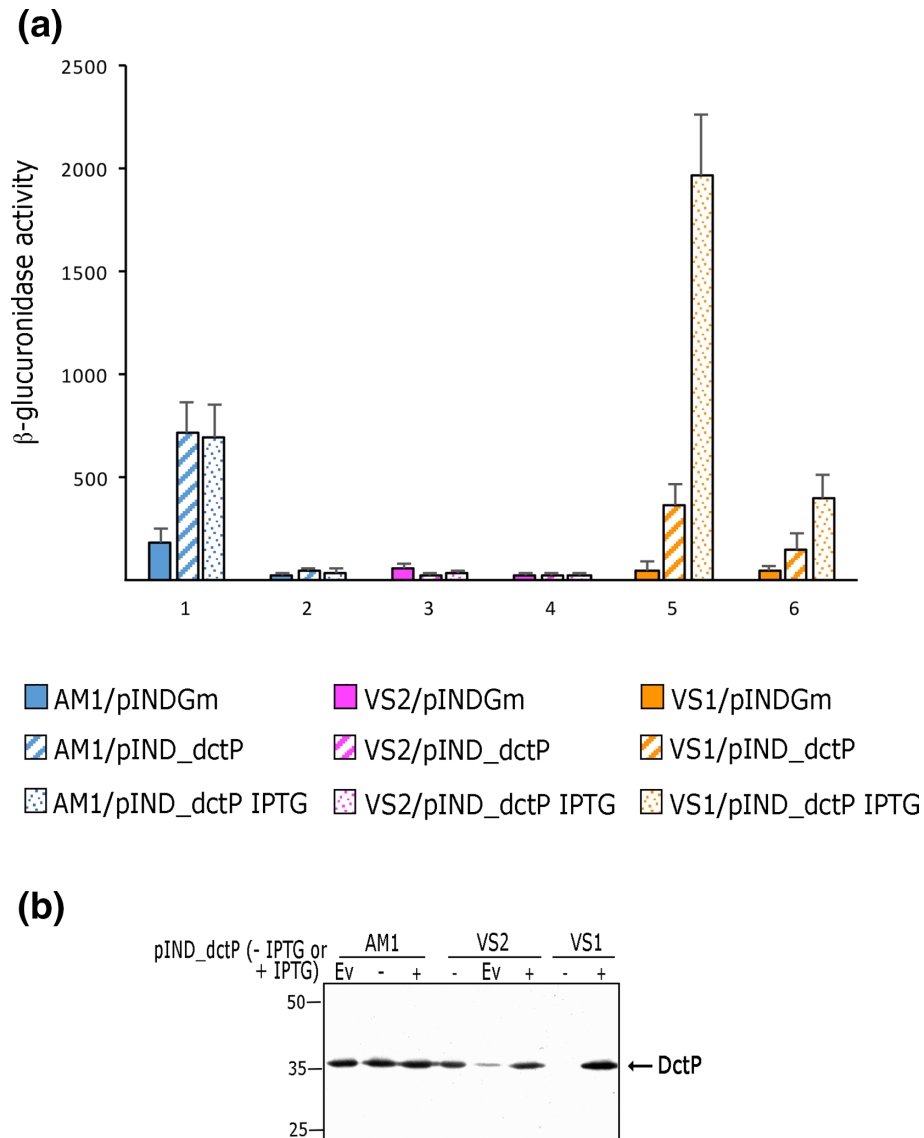 (a)
2500
2000
1500
1000
500
β-glucuronidase activity
1 2 3 4 5 6
AM1/pINDGm VS2/pINDGm VS1/pINDGm
AM1/pIND_dctP VS2/pIND_dctP VS1/pIND_dctP
AM1/pIND_dctP IPTG VS2/pIND_dctP IPTG VS1/pIND_dctP IPTG
(b)
pIND_dctP (- IPTG or AM1 VS2 VS1
+ IPTG) Ev - + - Ev + - +
50
35 ← DctP
25